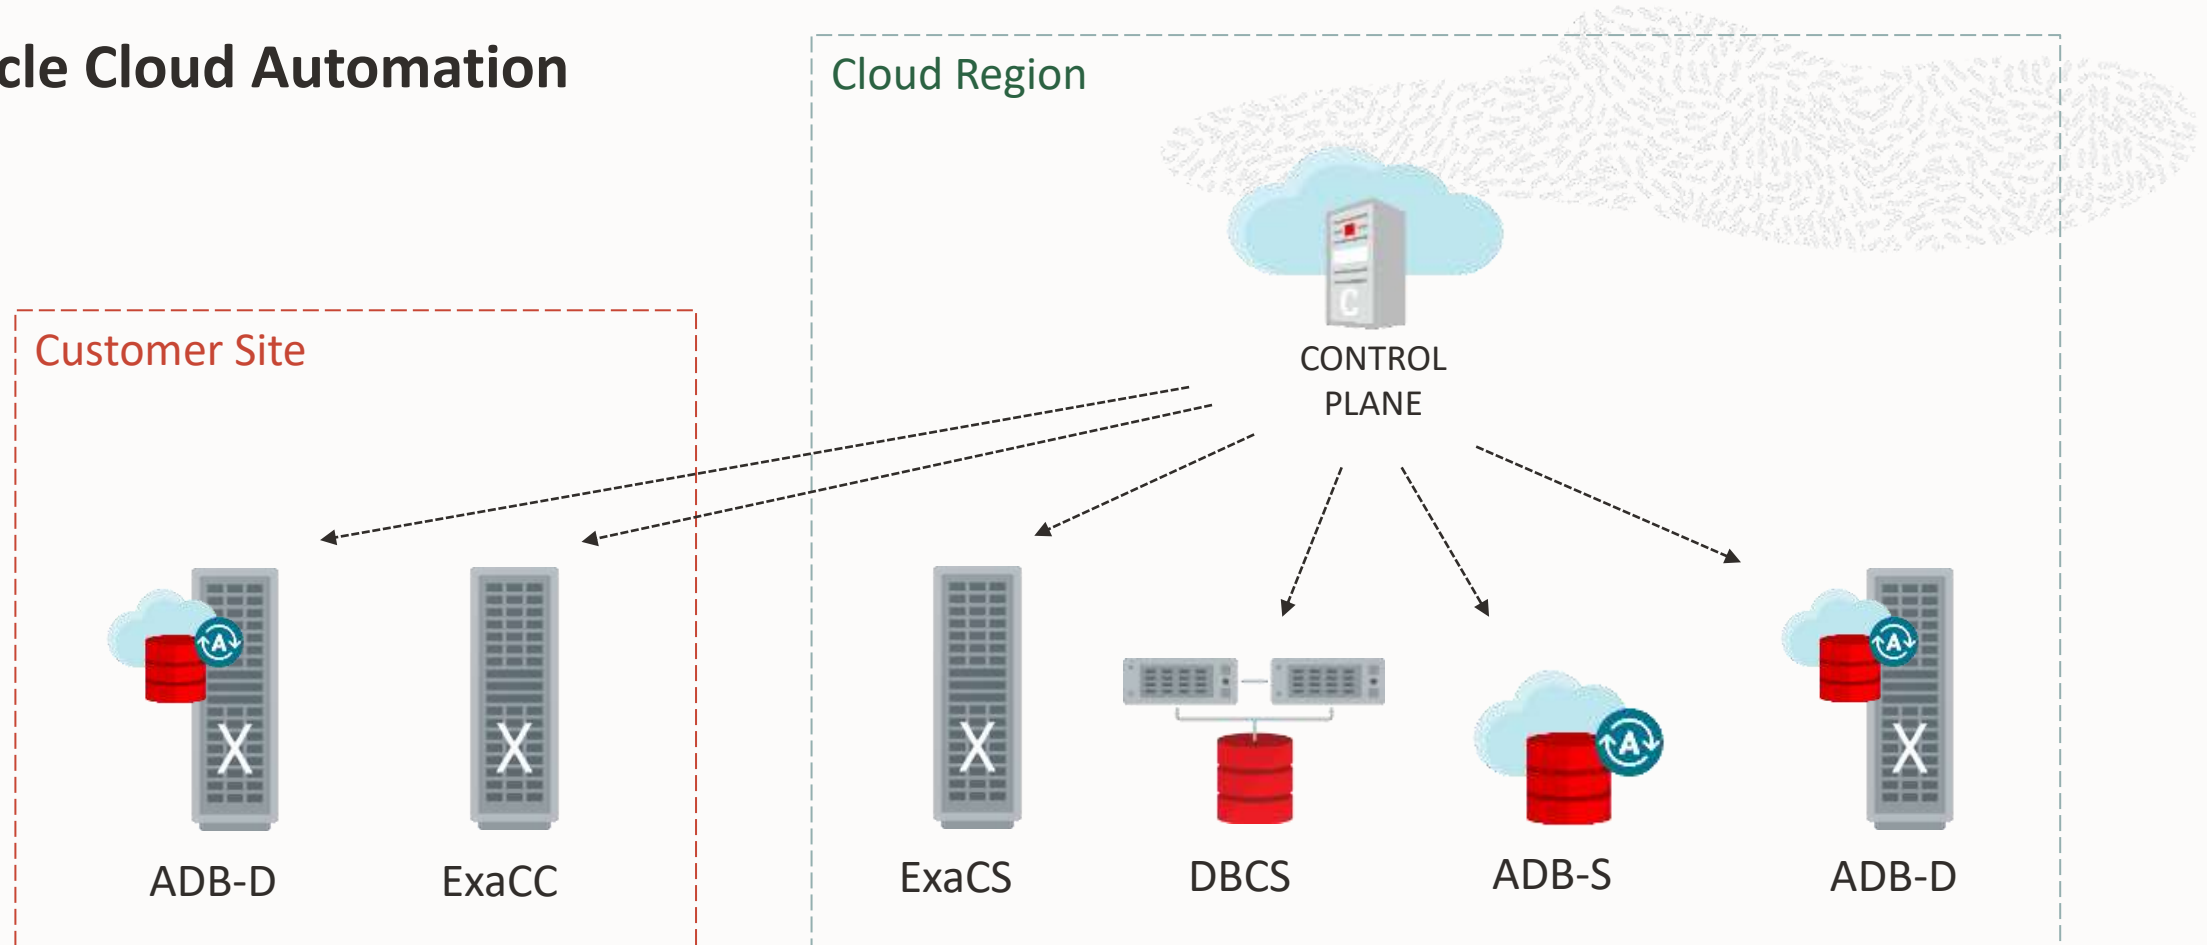 cle Cloud Automation
Cloud Region
C
CONTROL
PLANE
Customer Site
A
X
X
X
A
A
X
ADB-D
ExaCC
ExaCS
DBCS
ADB-S
ADB-D